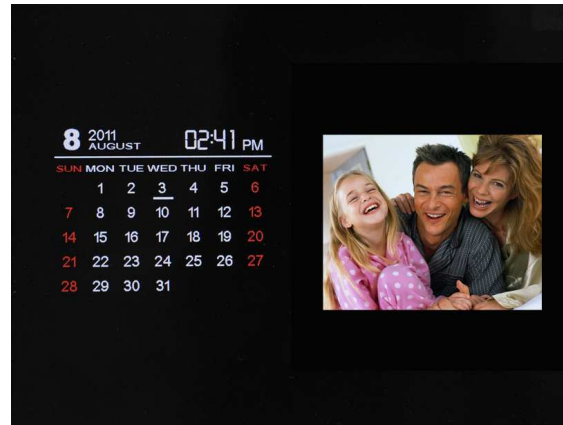 8 2011 AUGUST 02:41 PM
SUN MON TUE WED THU FRI SAT
1 2 3 4 5 6
7 8 9 10 11 12 13
14 15 16 17 18 19 20
21 22 23 24 25 26 27
28 29 30 31